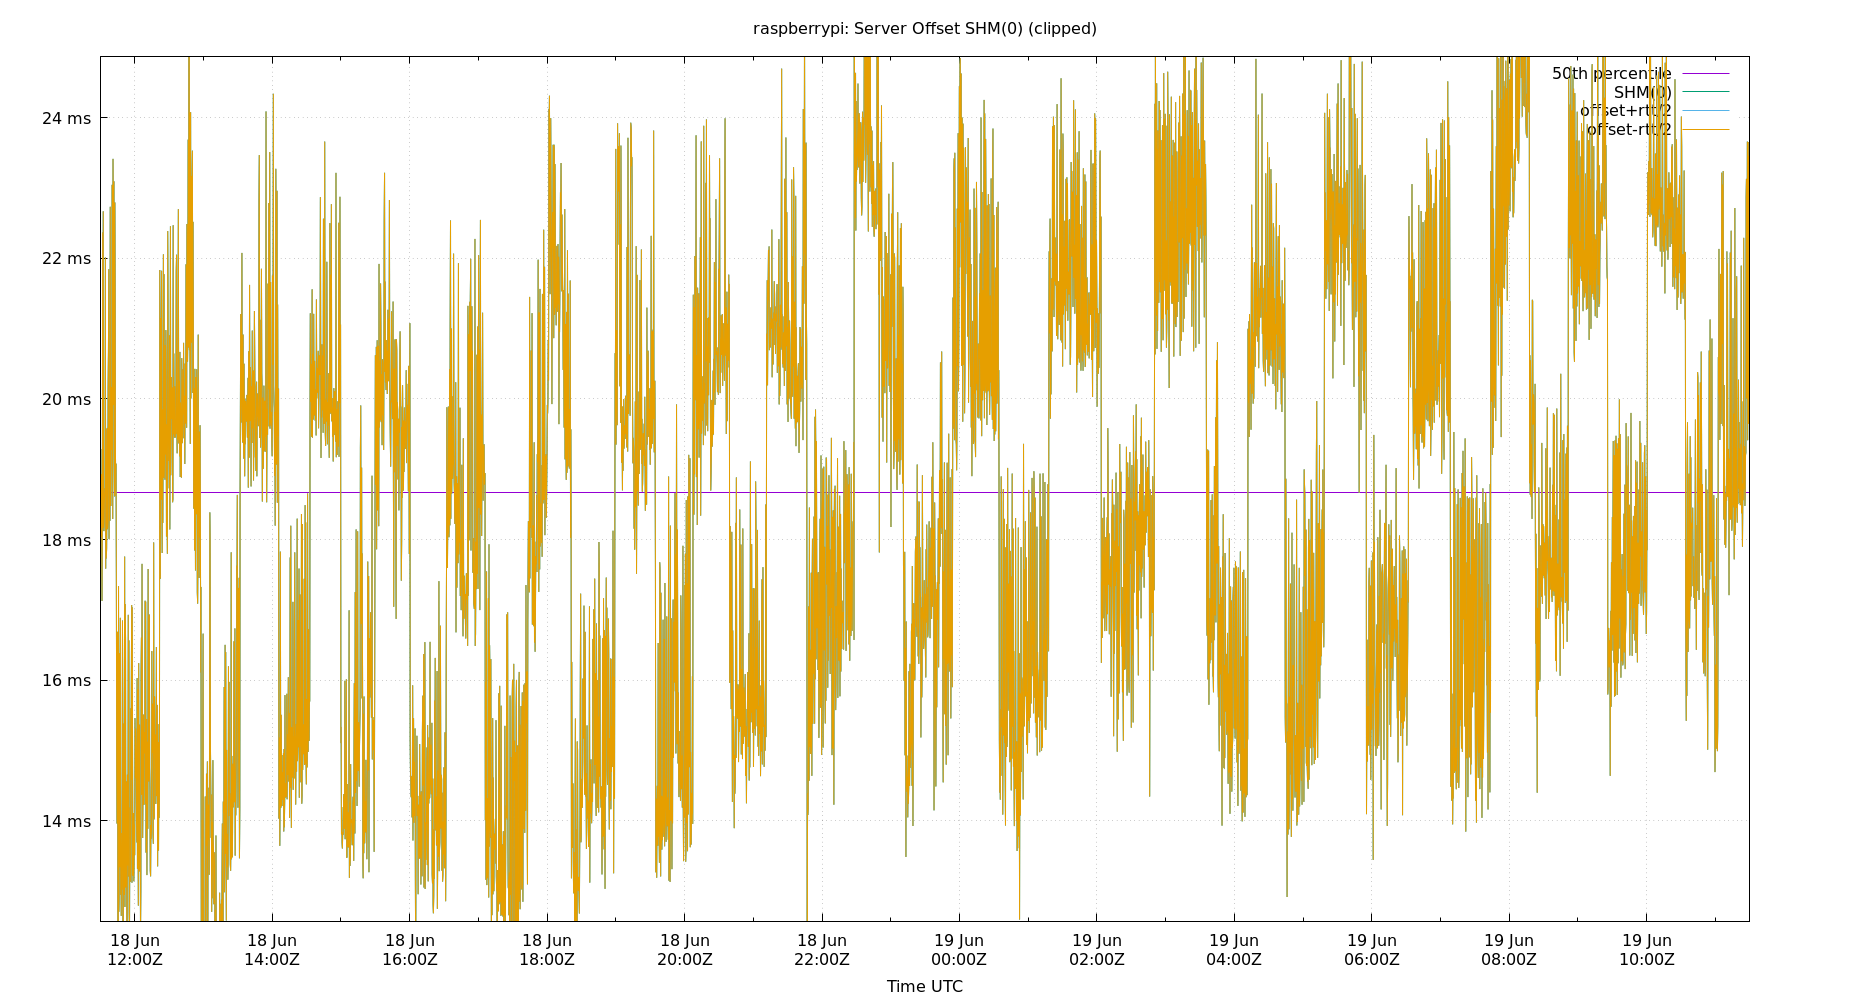 raspberrypi: Server Offset SHM(0) (clipped)
50th percentile
SHM(0)
offset+rtt/2
offset-rtt/2
24 ms
22 ms
20 ms
18 ms
16 ms
14 ms
18 Jun 18 Jun 18 Jun 18 Jun 18 Jun 18 Jun 19 Jun 19 Jun 19 Jun 19 Jun 19 Jun 19 Jun
12:00Z 14:00Z 16:00Z 18:00Z 20:00Z 22:00Z 00:00Z 02:00Z 04:00Z 06:00Z 08:00Z 10:00Z
Time UTC